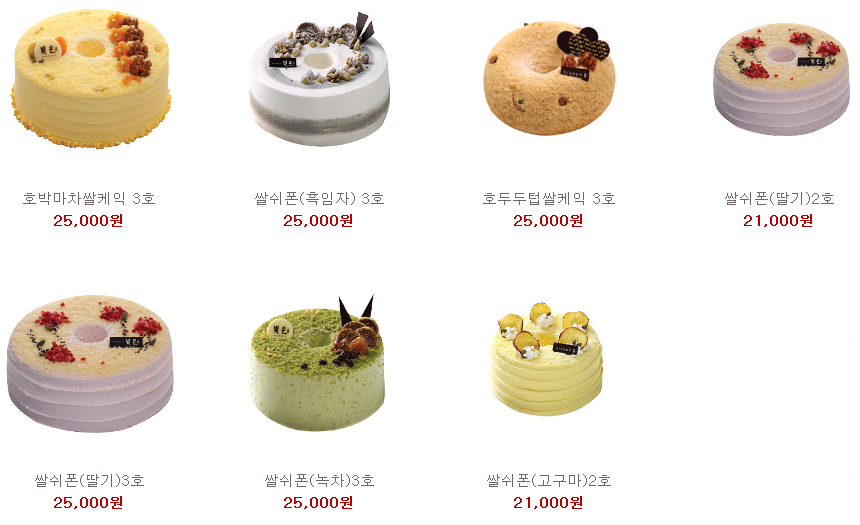 호박마차쌀케익 3호
25,000원
쌀쉬폰(흑임자) 3호
25,000원
호두두텁쌀케익 3호
25,000원
쌀쉬폰(딸기)2호
21,000원
쌀쉬폰(딸기)3호
25,000원
쌀쉬폰(녹차)3호
25,000원
쌀쉬폰(고구마)2호
21,000원